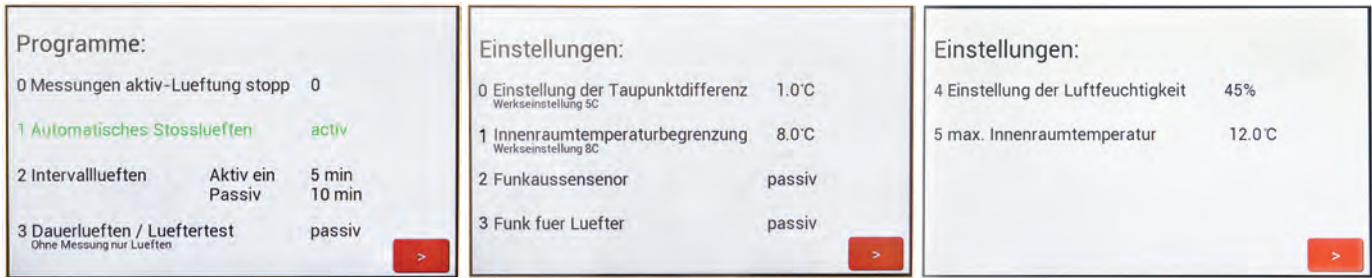 Programme:
0 Messungen aktiv-Lueftung stopp 0
1 Automatisches Stosslueften activ
2 Intervalllueften Aktiv ein 5 min
Passiv 10 min
3 Dauerlueften / Lueftertest passiv
Ohne Messung nur Lueften
>
Einstellungen:
0 Einstellung der Taupunktdifferenz 1.0°C
Werkseinstellung 5C
1 Innenraumtemperaturbegrenzung 8.0°C
Werkseinstellung 8C
2 Funkaussensenor passiv
3 Funk fuer Luefter passiv
>
Einstellungen:
4 Einstellung der Luftfeuchtigkeit 45%
5 max. Innenraumtemperatur 12.0°C
>